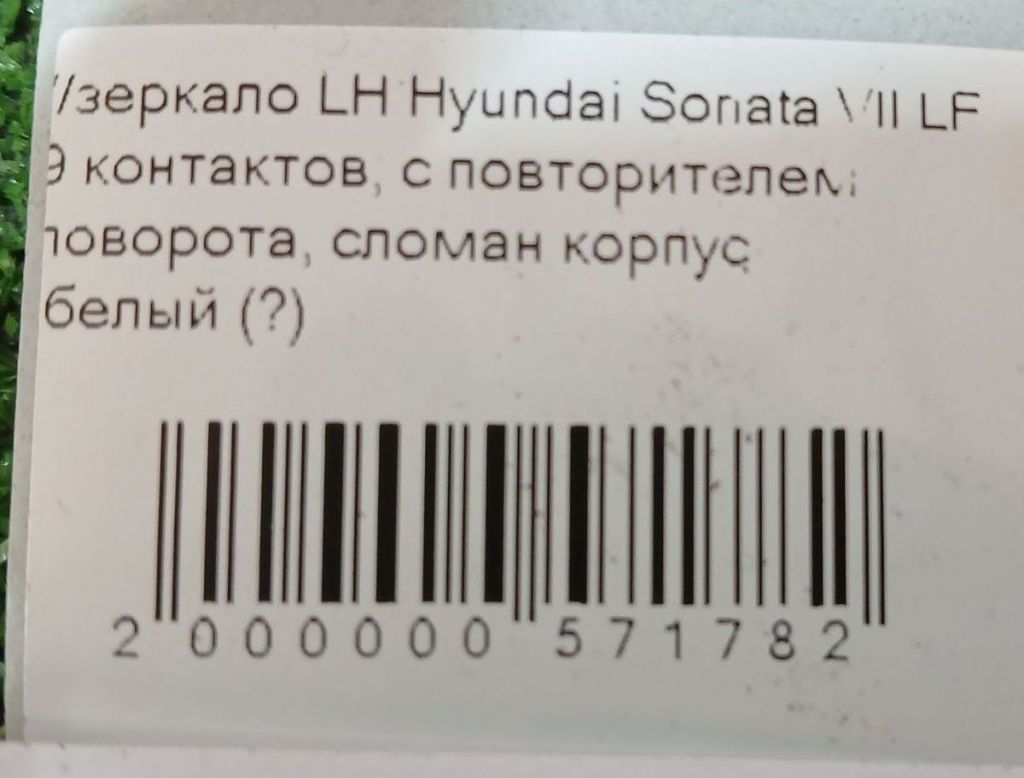 /зеркало LH Hyundai Sonata VII LF
9 контактов, с повторителем
поворота, сломан корпус
белый (?)
2 000000 571782